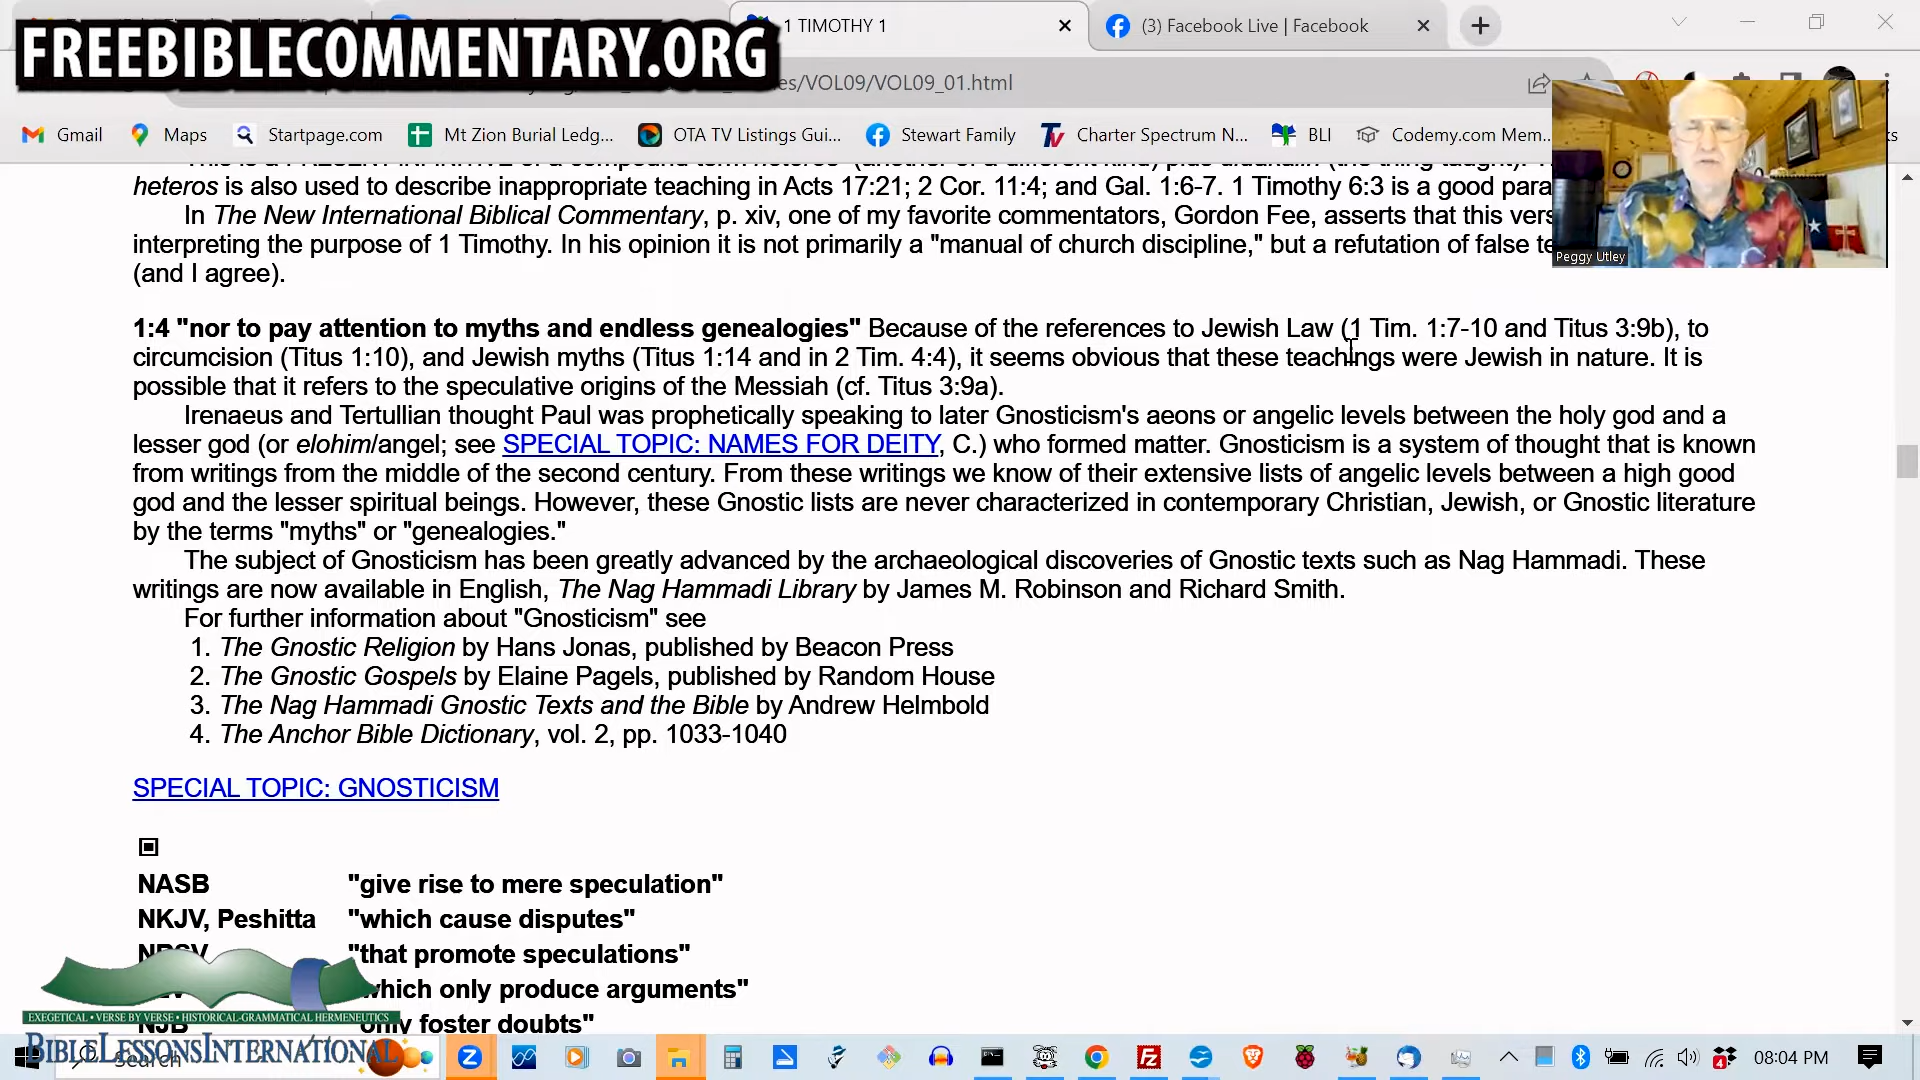 FREEBIBLECOMMENTARY.ORG
1 TIMOTHY 1
(3) Facebook Live | Facebook
es/VOL09/VOL09_01.html
Gmail
Maps
Startpage.com
Mt Zion Burial Ledg...
OTA TV Listings Gui...
Stewart Family
Charter Spectrum N...
BLI
Codemy.com Mem...
heteros is also used to describe inappropriate teaching in Acts 17:21; 2 Cor. 11:4; and Gal. 1:6-7. 1 Timothy 6:3 is a good para
In The New International Biblical Commentary, p. xiv, one of my favorite commentators, Gordon Fee, asserts that this vers
interpreting the purpose of 1 Timothy. In his opinion it is not primarily a "manual of church discipline," but a refutation of false te
(and I agree).
Peggy Utley
1:4 "nor to pay attention to myths and endless genealogies" Because of the references to Jewish Law (1 Tim. 1:7-10 and Titus 3:9b), to
circumcision (Titus 1:10), and Jewish myths (Titus 1:14 and in 2 Tim. 4:4), it seems obvious that these teachings were Jewish in nature. It is
possible that it refers to the speculative origins of the Messiah (cf. Titus 3:9a).
Irenaeus and Tertullian thought Paul was prophetically speaking to later Gnosticism's aeons or angelic levels between the holy god and a
lesser god (or elohim/angel; see SPECIAL TOPIC: NAMES FOR DEITY, C.) who formed matter. Gnosticism is a system of thought that is known
from writings from the middle of the second century. From these writings we know of their extensive lists of angelic levels between a high good
god and the lesser spiritual beings. However, these Gnostic lists are never characterized in contemporary Christian, Jewish, or Gnostic literature
by the terms "myths" or "genealogies."
The subject of Gnosticism has been greatly advanced by the archaeological discoveries of Gnostic texts such as Nag Hammadi. These
writings are now available in English, The Nag Hammadi Library by James M. Robinson and Richard Smith.
For further information about "Gnosticism" see
1. The Gnostic Religion by Hans Jonas, published by Beacon Press
2. The Gnostic Gospels by Elaine Pagels, published by Random House
3. The Nag Hammadi Gnostic Texts and the Bible by Andrew Helmbold
4. The Anchor Bible Dictionary, vol. 2, pp. 1033-1040
SPECIAL TOPIC: GNOSTICISM
NASB "give rise to mere speculation"
NKJV, Peshitta "which cause disputes"
NRSV "that promote speculations"
which only produce arguments"
NJB "only foster doubts"
EXEGETICAL • VERSE BY VERSE • HISTORICAL-GRAMMATICAL HERMENEUTICS
BIBLELESSONSINTERNATIONAL
Search
4
08:04 PM